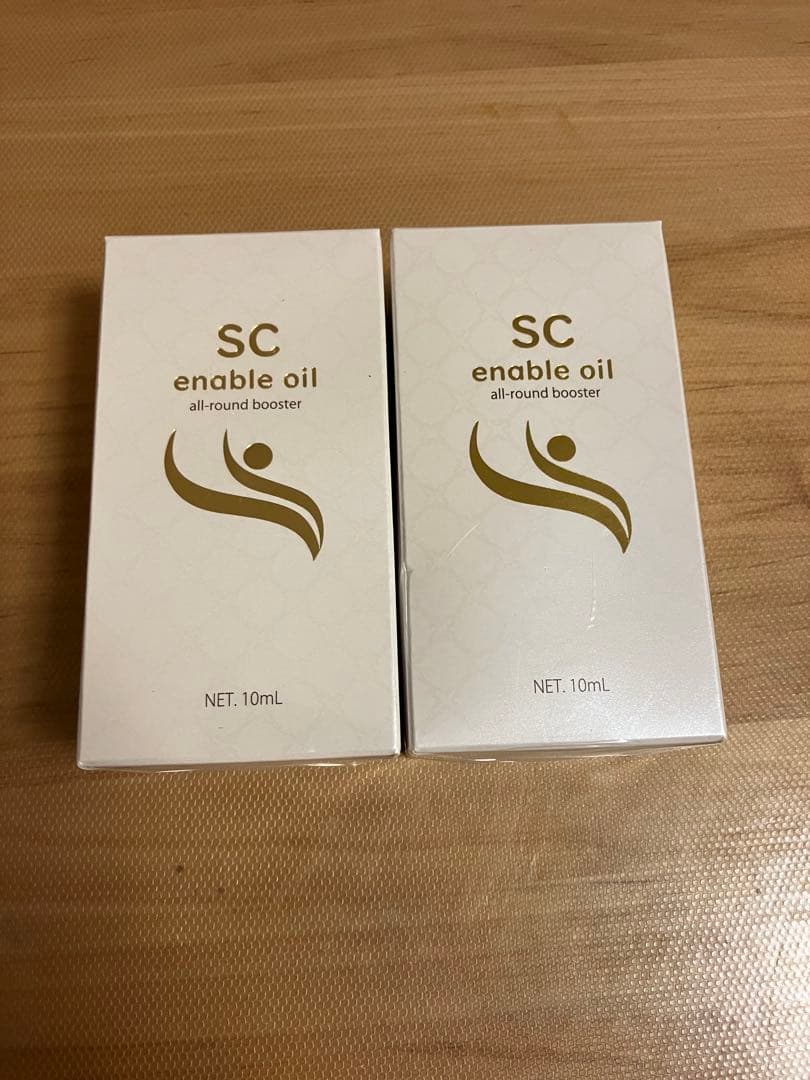 SC
enable oil
all-round booster
NET. 10mL
SC
enable oil
all-round booster
NET. 10mL